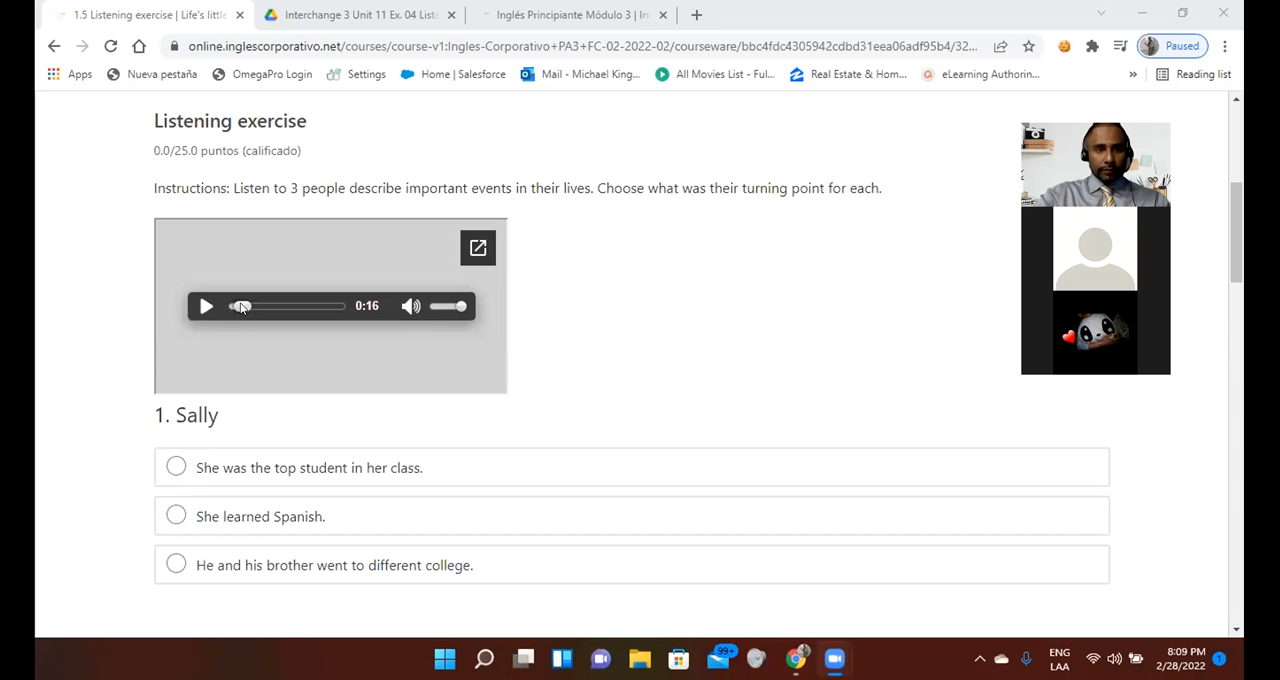 1.5 Listening exercise | Life's little
Interchange 3 Unit 11 Ex. 04 List
Inglés Principiante Módulo 3 | In
online.inglescorporativo.net/courses/course-v1:Ingles-Corporativo+PA3+FC-02-2022-02/courseware/bbc4fdc4305942cdbd31eea06adf95b4/32...
Paused
Apps
Nueva pestaña
OmegaPro Login
Settings
Home | Salesforce
Mail - Michael King...
All Movies List - Ful...
Real Estate & Hom...
eLearning Authorin...
»
Reading list
Listening exercise
0.0/25.0 puntos (calificado)
Instructions: Listen to 3 people describe important events in their lives. Choose what was their turning point for each.
0:16
1. Sally
She was the top student in her class.
She learned Spanish.
He and his brother went to different college.
99+
ENG
LAA
8:09 PM
2/28/2022
1